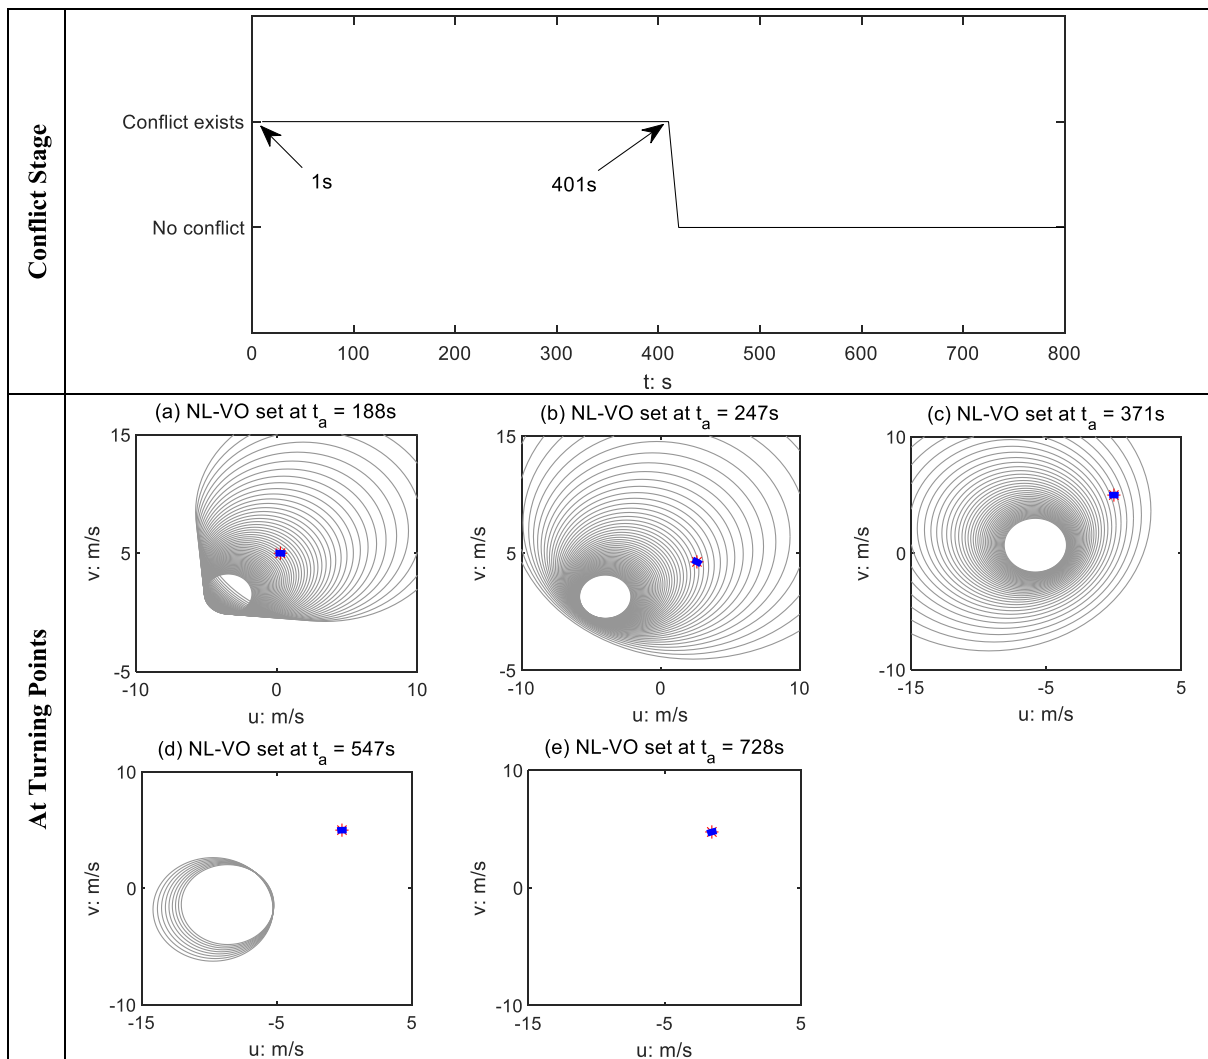 Conflict Stage
Conflict exists
No conflict
1s
401s
0 100 200 300 400 500 600 700 800
t: s
At Turning Points
(a) NL-VO set at t_a = 188s
15
5
-5
v: m/s
-10 0 10
u: m/s
(b) NL-VO set at t_a = 247s
15
5
-5
v: m/s
-10 0 10
u: m/s
(c) NL-VO set at t_a = 371s
10
0
-10
v: m/s
-15 -5 5
u: m/s
(d) NL-VO set at t_a = 547s
10
0
-10
v: m/s
-15 -5 5
u: m/s
(e) NL-VO set at t_a = 728s
10
0
-10
v: m/s
-15 -5 5
u: m/s